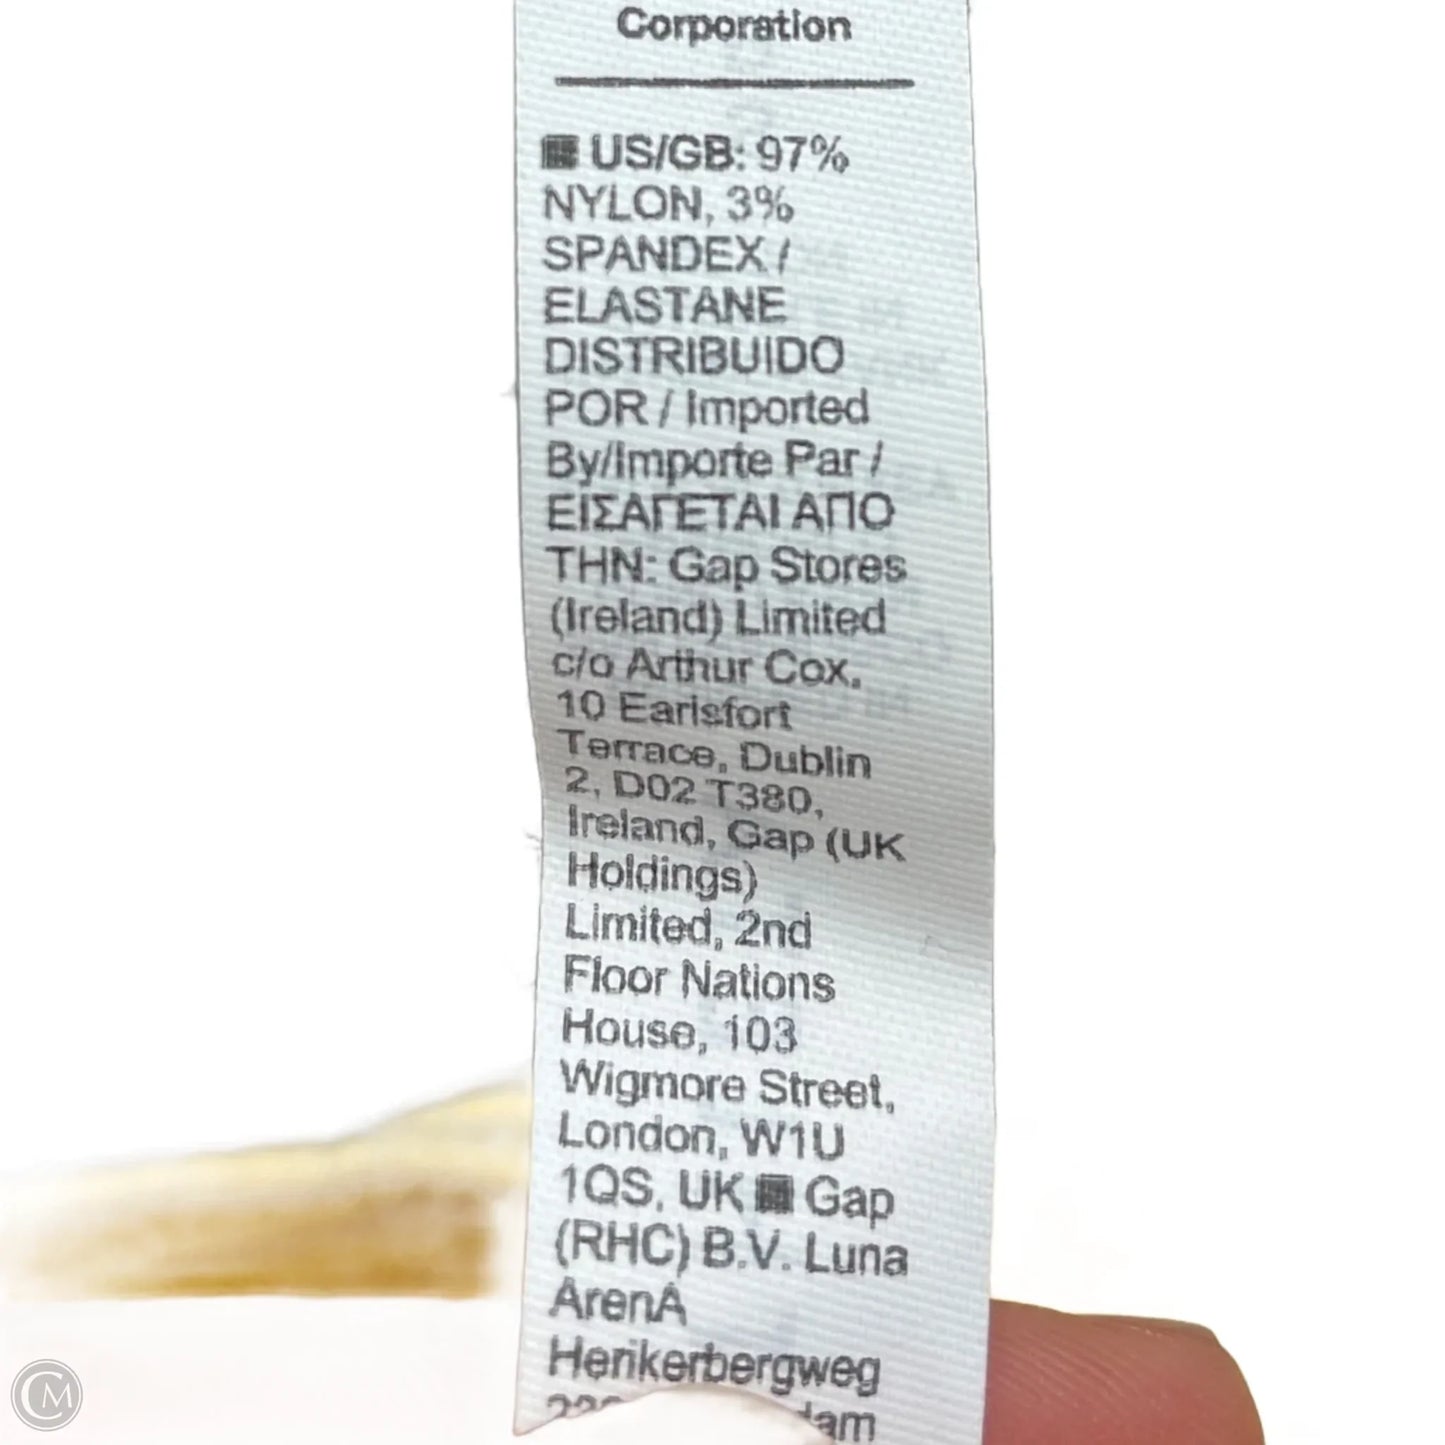 Corporation
US/GB: 97%
NYLON, 3%
SPANDEX /
ELASTANE
DISTRIBUIDO
POR / Imported
By/Importe Par /
ΕΙΣΑΓΕΤΑΙ ΑΠΟ
ΤΗΝ: Gap Stores
(Ireland) Limited
c/o Arthur Cox,
10 Earlsfort
Terrace, Dublin
2, D02 T380,
Ireland, Gap (UK
Holdings)
Limited, 2nd
Floor Nations
House, 103
Wigmore Street,
London, W1U
1QS, UK Gap
(RHC) B.V. Luna
ArenA
Herikerbergweg
CM